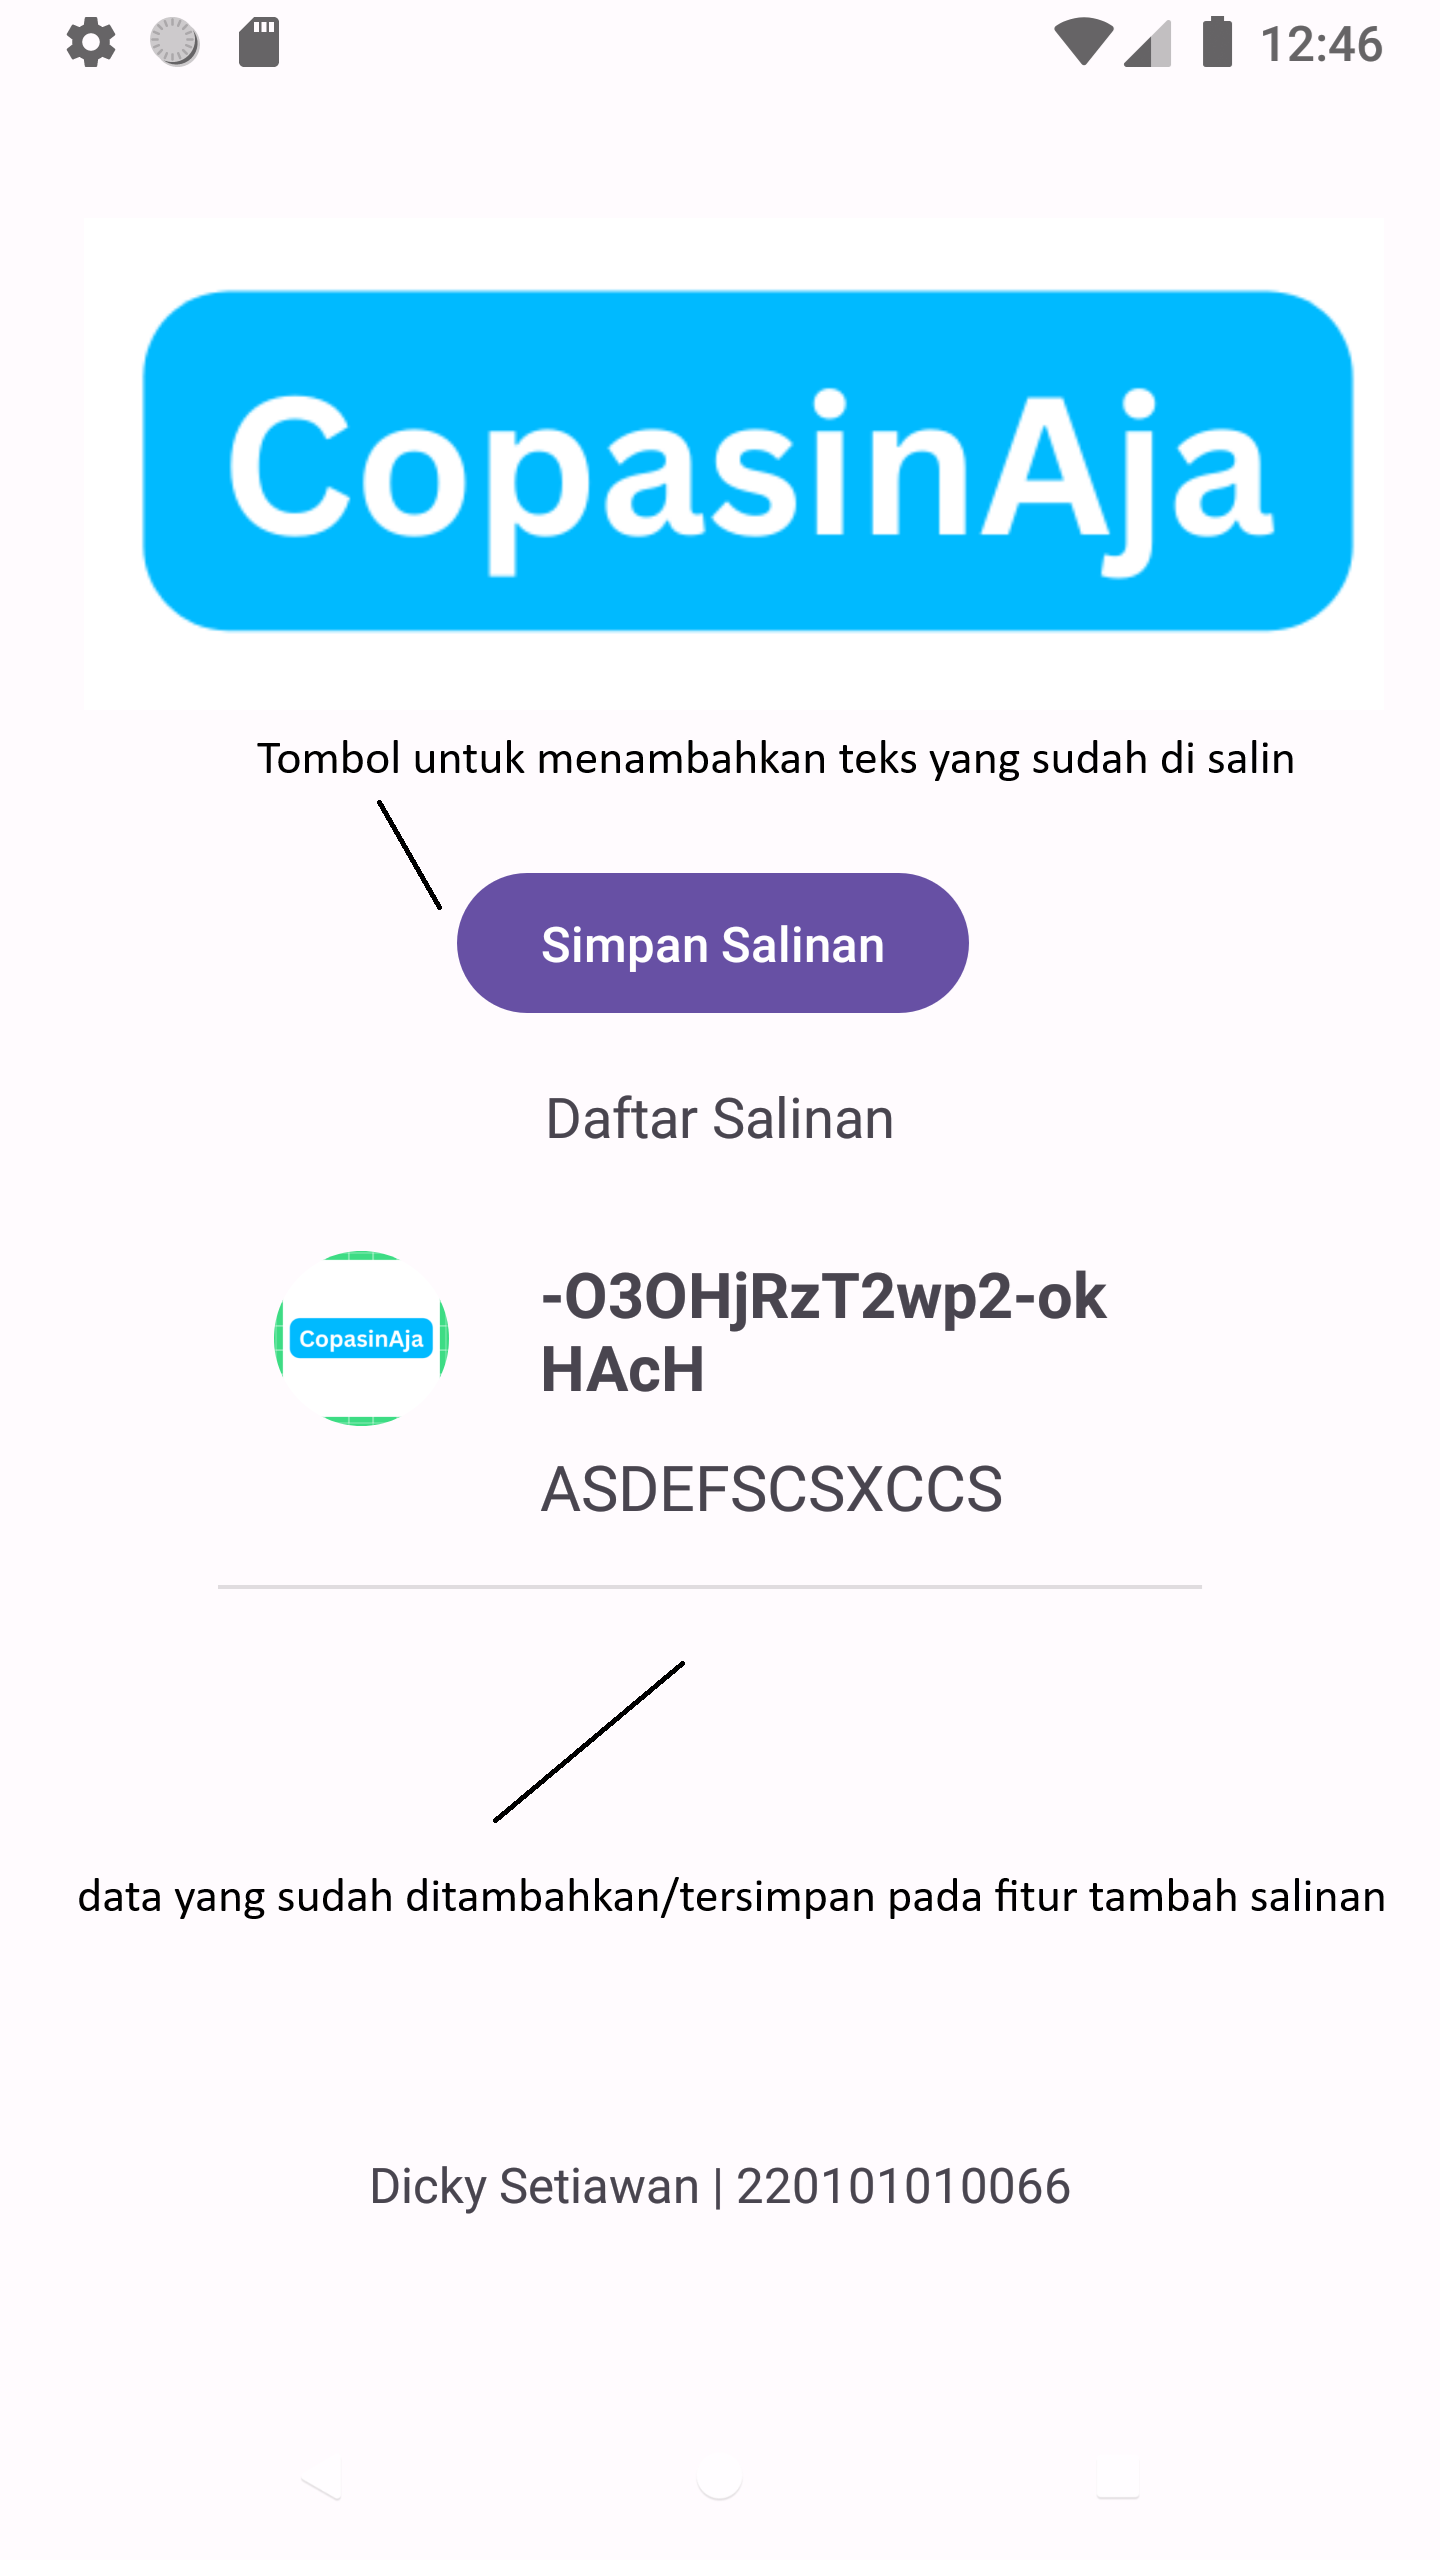 12:46
CopasinAja
Tombol untuk menambahkan teks yang sudah di salin
Simpan Salinan
Daftar Salinan
CopasinAja
-O3OHjRzT2wp2-ok
HAcH
ASDEFSCSXCCS
data yang sudah ditambahkan/tersimpan pada fitur tambah salinan
Dicky Setiawan | 220101010066